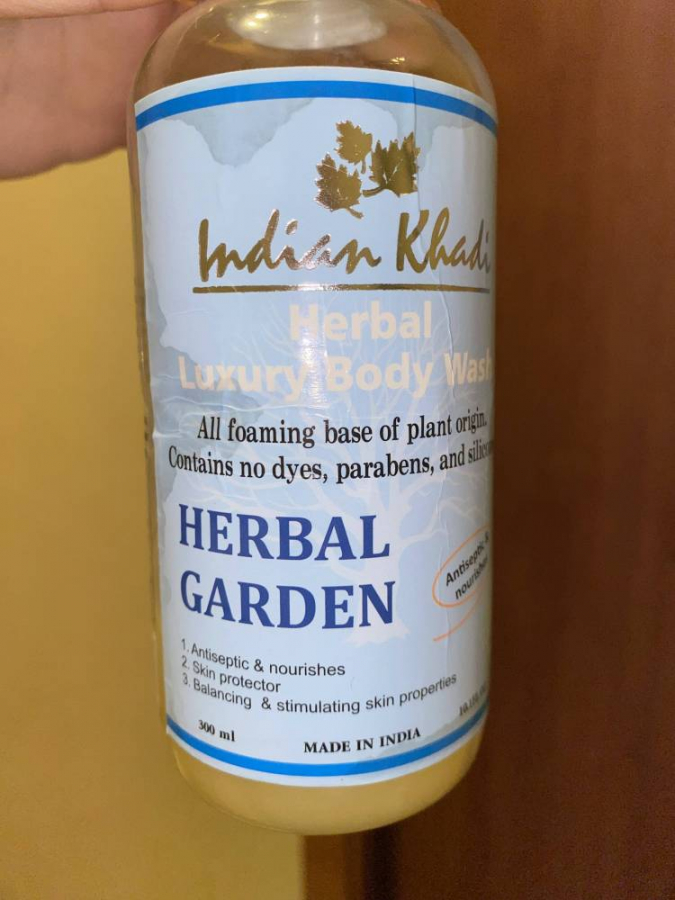 Indian Khadi
Herbal
Luxury Body Wash
All foaming base of plant origin.
Contains no dyes, parabens, and
HERBAL
GARDEN
Antiseptic &
nourishes
1. Antiseptic & nourishes
2. Skin protector
3. Balancing & stimulating skin properties
300 ml
MADE IN INDIA